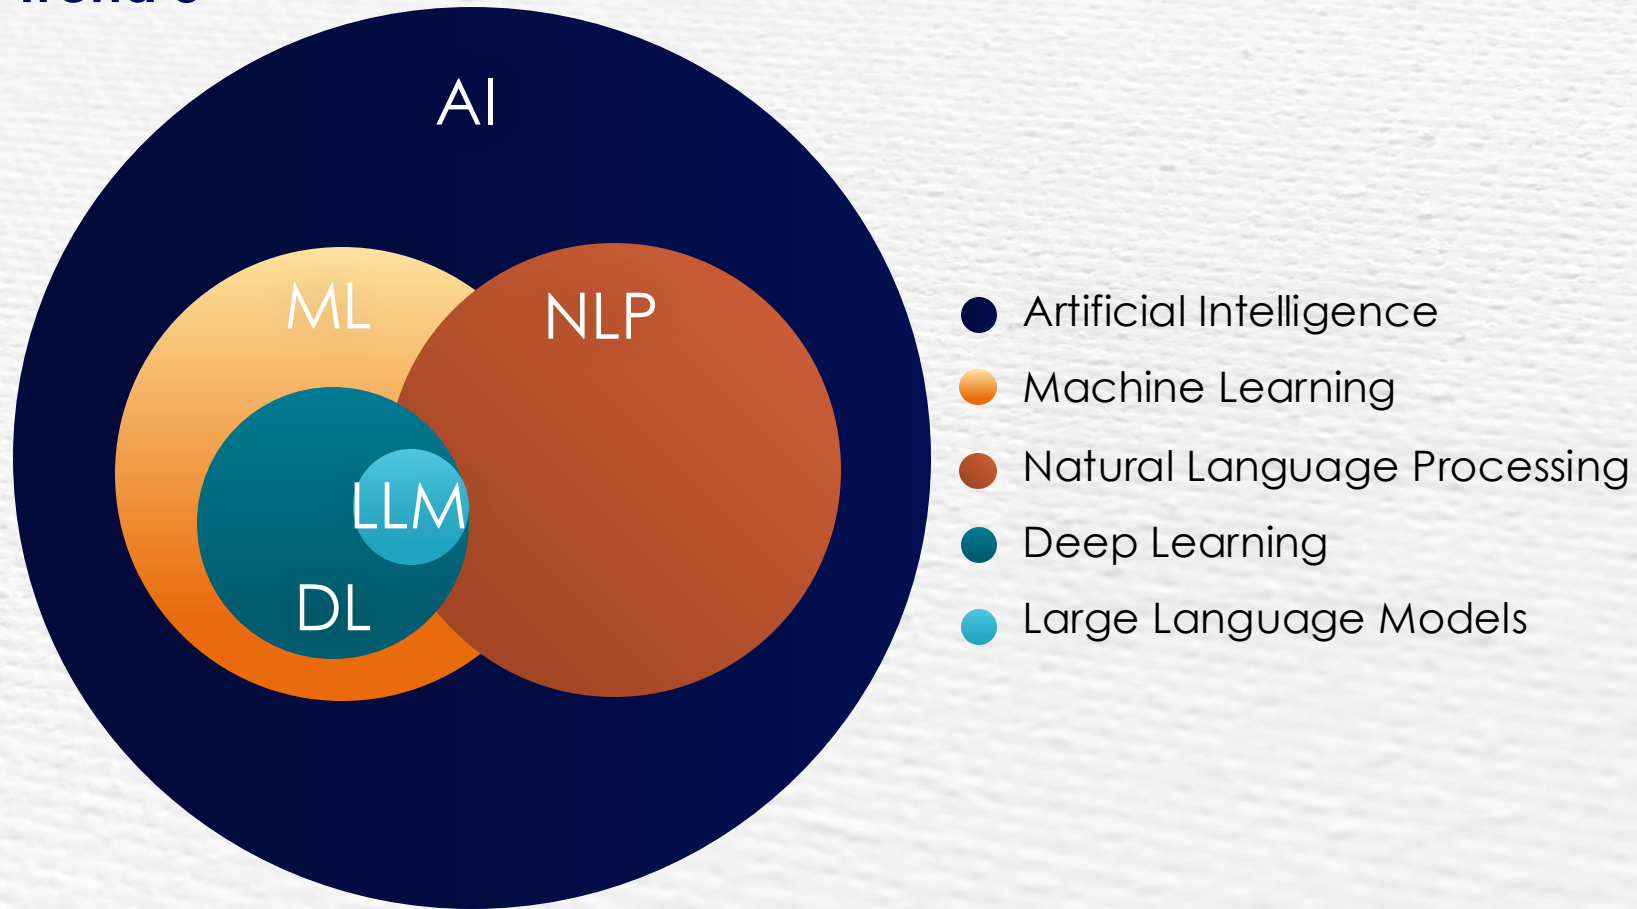 AI
ML
NLP
LLM
DL
Artificial Intelligence
Machine Learning
Natural Language Processing
Deep Learning
Large Language Models